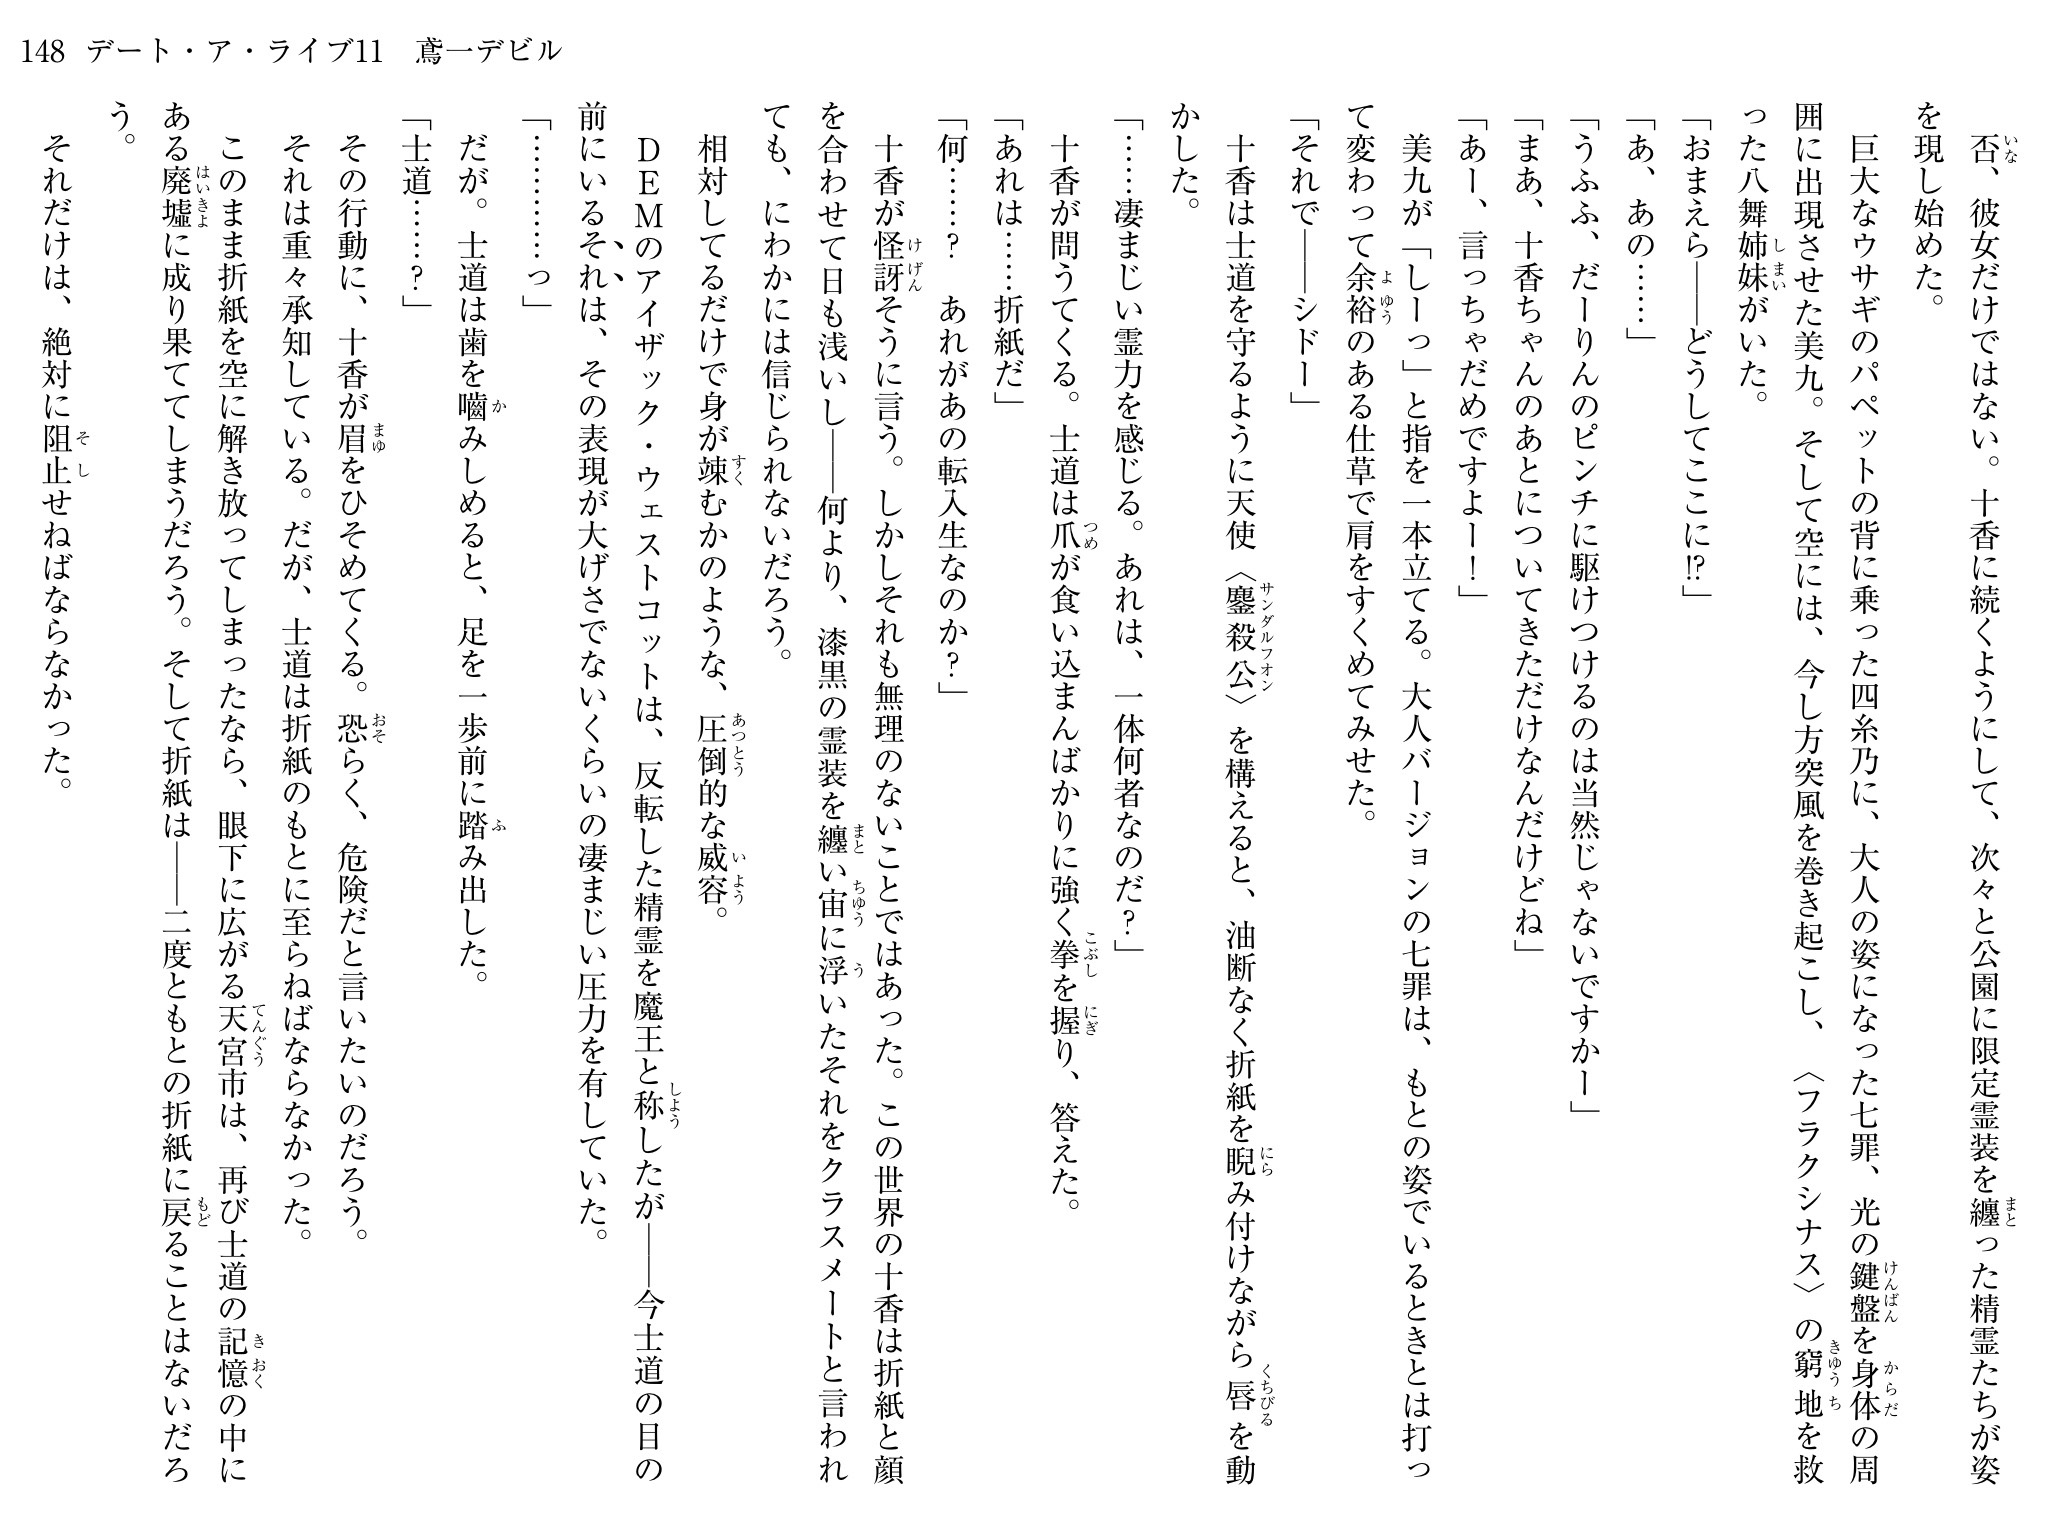 148 デート・ア・ライブ11　鳶一デビル
　否、彼女だけではない。十香に続くようにして、次々と公園に限定霊装を纏った精霊たちが姿
を現し始めた。
　巨大なウサギのパペットの背に乗った四糸乃に、大人の姿になった七罪、光の鍵盤を身体の周
囲に出現させた美九。そして空には、今し方突風を巻き起こし、〈フラクシナス〉の窮地を救
った八舞姉妹がいた。
「おまえら――どうしてここに!?」
「あ、あの……」
「うふふ、だーりんのピンチに駆けつけるのは当然じゃないですかー」
「まあ、十香ちゃんのあとについてきただけなんだけどね」
「あー、言っちゃだめですよー！」
　美九が「しーっ」と指を一本立てる。大人バージョンの七罪は、もとの姿でいるときとは打っ
て変わって余裕のある仕草で肩をすくめてみせた。
「それで――シドー」
　十香は士道を守るように天使〈鏖殺公〉を構えると、油断なく折紙を睨み付けながら唇を動
かした。
「……凄まじい霊力を感じる。あれは、一体何者なのだ？」
　十香が問うてくる。士道は爪が食い込まんばかりに強く拳を握り、答えた。
「あれは……折紙だ」
「何……？　あれがあの転入生なのか？」
　十香が怪訝そうに言う。しかしそれも無理のないことではあった。この世界の十香は折紙と顔
を合わせて日も浅いし――何より、漆黒の霊装を纏い宙に浮いたそれをクラスメートと言われ
ても、にわかには信じられないだろう。
　相対してるだけで身が竦むかのような、圧倒的な威容。
　ＤＥＭのアイザック・ウェストコットは、反転した精霊を魔王と称したが――今士道の目の
前にいるそれは、その表現が大げさでないくらいの凄まじい圧力を有していた。
「…………っ」
　だが。士道は歯を嚙みしめると、足を一歩前に踏み出した。
「士道……？」
　その行動に、十香が眉をひそめてくる。恐らく、危険だと言いたいのだろう。
　それは重々承知している。だが、士道は折紙のもとに至らねばならなかった。
　このまま折紙を空に解き放ってしまったなら、眼下に広がる天宮市は、再び士道の記憶の中に
ある廃墟に成り果ててしまうだろう。そして折紙は――二度ともとの折紙に戻ることはないだろ
う。
　それだけは、絶対に阻止せねばならなかった。